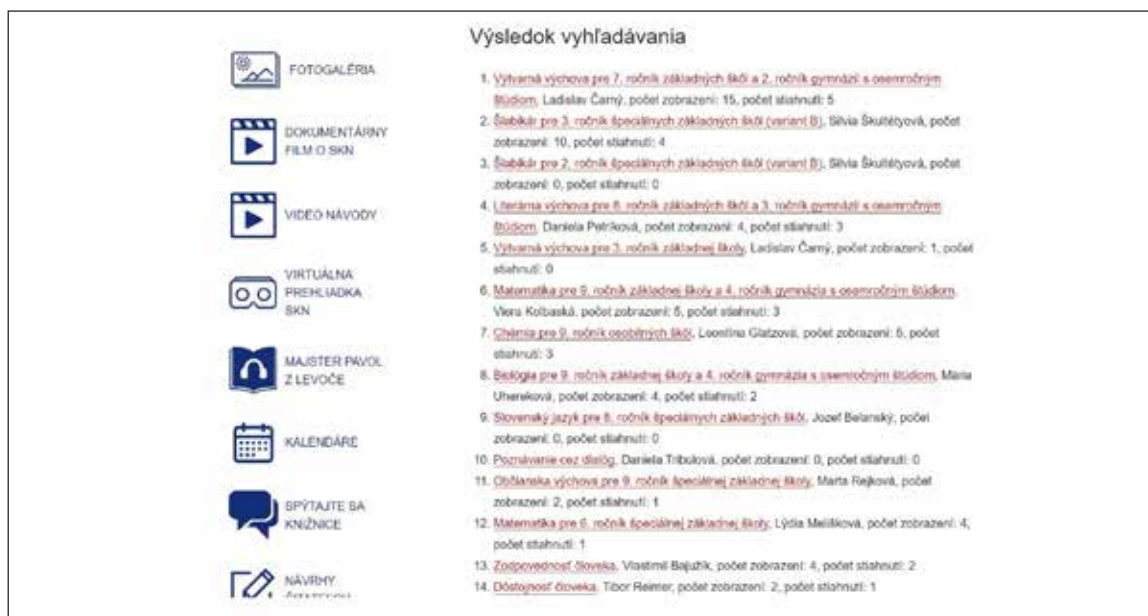 FOTOGALÉRIA
DOKUMENTÁRNY
FILM O SKN
VIDEO NÁVODY
VIRTUÁLNA
PREHLIADKA
SKN
MAJSTER PAVOL
Z LEVOČE
KALENDÁRE
SPÝTAJTE SA
KNIŽNICE
NÁVRHY
Výsledok vyhľadávania
1. Výtvarná výchova pre 7. ročník základných škôl a 2. ročník gymnázií s osemročným
štúdiom, Ladislav Čarný, počet zobrazení: 15, počet stiahnutí: 5
2. Šlabikár pre 3. ročník špeciálnych základných škôl (variant B), Silvia Škultétyová, počet
zobrazení: 10, počet stiahnutí: 4
3. Šlabikár pre 2. ročník špeciálnych základných škôl (variant B), Silvia Škultétyová, počet
zobrazení: 0, počet stiahnutí: 0
4. Literárna výchova pre 8. ročník základných škôl a 3. ročník gymnázií s osemročným
štúdiom, Daniela Petríková, počet zobrazení: 4, počet stiahnutí: 3
5. Výtvarná výchova pre 3. ročník základnej školy, Ladislav Čarný, počet zobrazení: 1, počet
stiahnutí: 0
6. Matematika pre 9. ročník základnej školy a 4. ročník gymnázia s osemročným štúdiom,
Viera Kolbaská, počet zobrazení: 5, počet stiahnutí: 3
7. Chémia pre 9. ročník osobitných škôl, Leontína Glatzová, počet zobrazení: 5, počet
stiahnutí: 3
8. Biológia pre 9. ročník základnej školy a 4. ročník gymnázia s osemročným štúdiom, Mária
Uhereková, počet zobrazení: 4, počet stiahnutí: 2
9. Slovenský jazyk pre 8. ročník špeciálnych základných škôl, Jozef Belanský, počet
zobrazení: 0, počet stiahnutí: 0
10. Poznávanie cez dialóg, Daniela Tribulová, počet zobrazení: 0, počet stiahnutí: 0
11. Občianska výchova pre 9. ročník špeciálnej základnej školy, Marta Rejková, počet
zobrazení: 2, počet stiahnutí: 1
12. Matematika pre 6. ročník špeciálnej základnej školy, Lýdia Melišková, počet zobrazení: 4,
počet stiahnutí: 1
13. Zodpovednosť človeka, Vlastimil Bajužík, počet zobrazení: 4, počet stiahnutí: 2
14. Dôstojnosť človeka, Tibor Reimer, počet zobrazení: 2, počet stiahnutí: 1